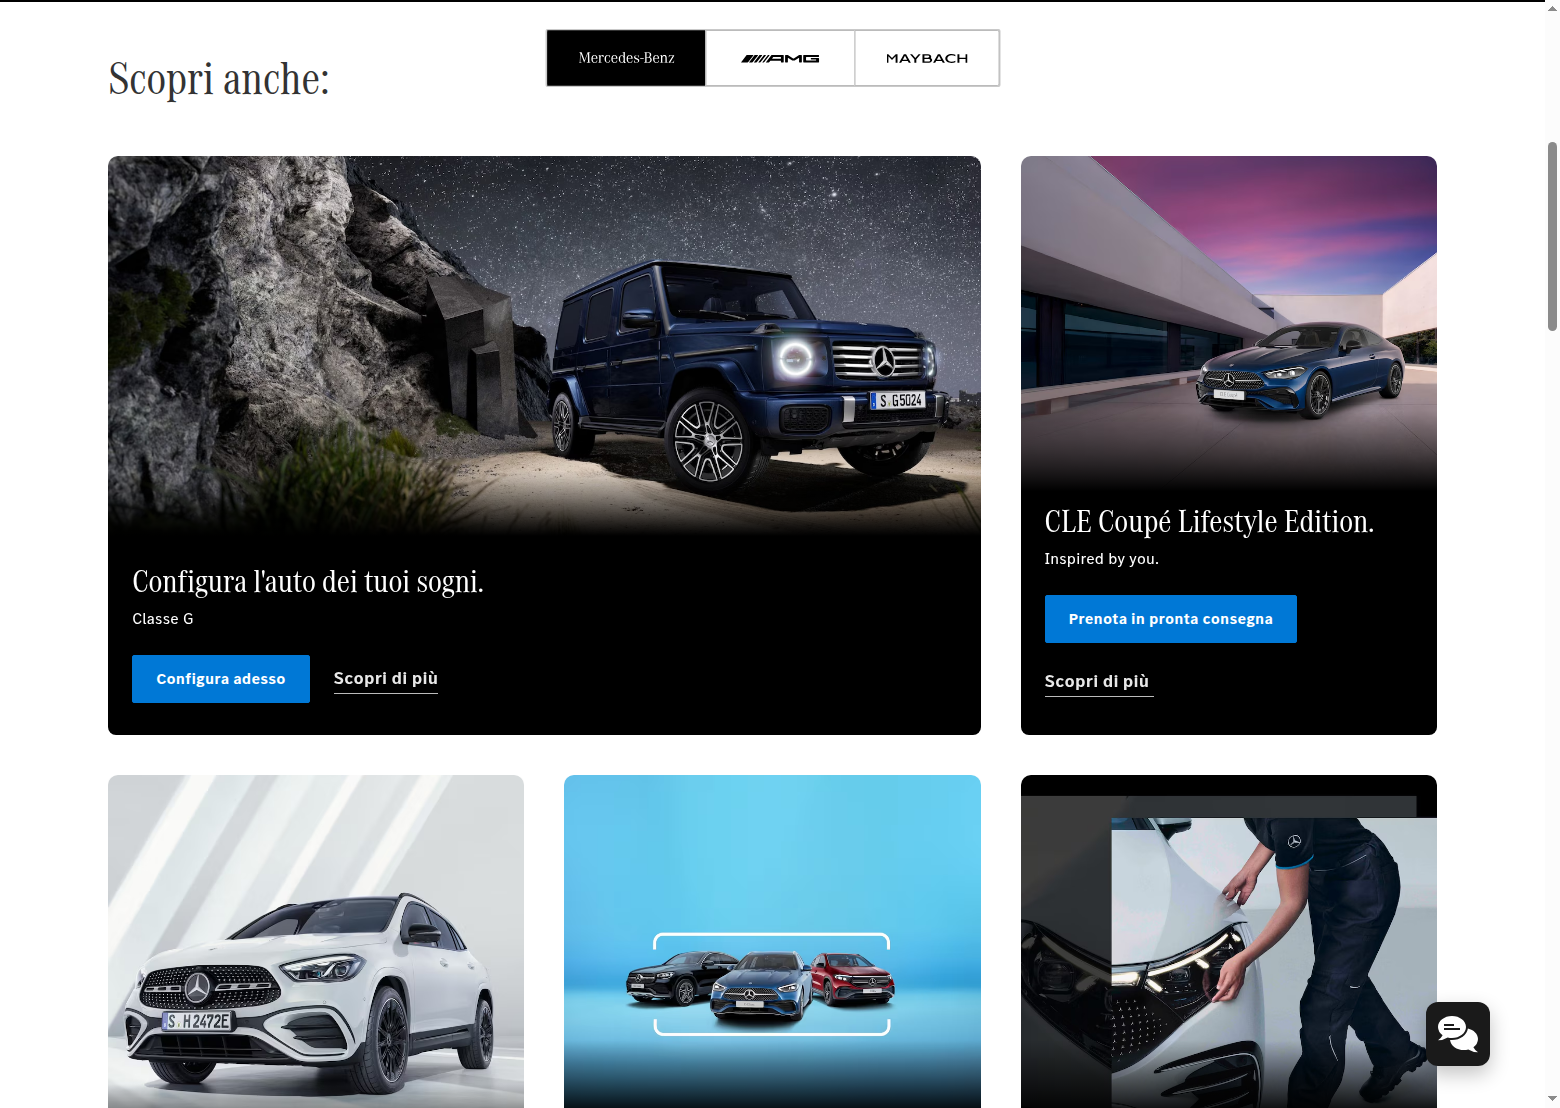 Scopri anche:
Mercedes-Benz
AMG
MAYBACH
S G5024
Configura l'auto dei tuoi sogni.
Classe G
Configura adesso
Scopri di più
CLE Coupé Lifestyle Edition.
Inspired by you.
Prenota in pronta consegna
Scopri di più
S H2472E